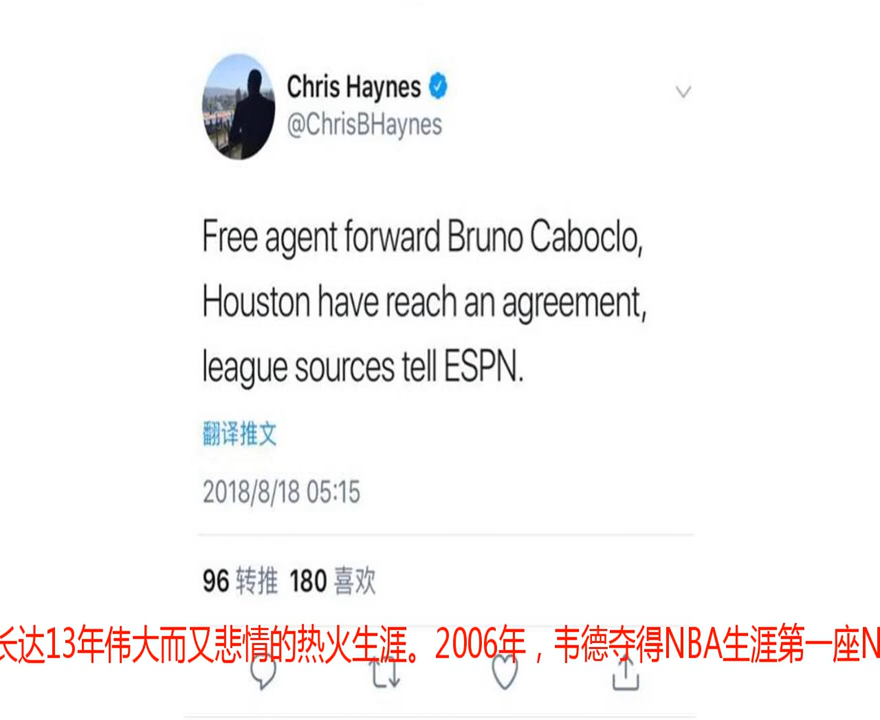 Chris Haynes
@ChrisBHaynes
Free agent forward Bruno Caboclo,
Houston have reach an agreement,
league sources tell ESPN.
翻译推文
2018/8/18 05:15
96 转推 180 喜欢
长达13年伟大而又悲情的热火生涯。2006年，韦德夺得NBA生涯第一座N